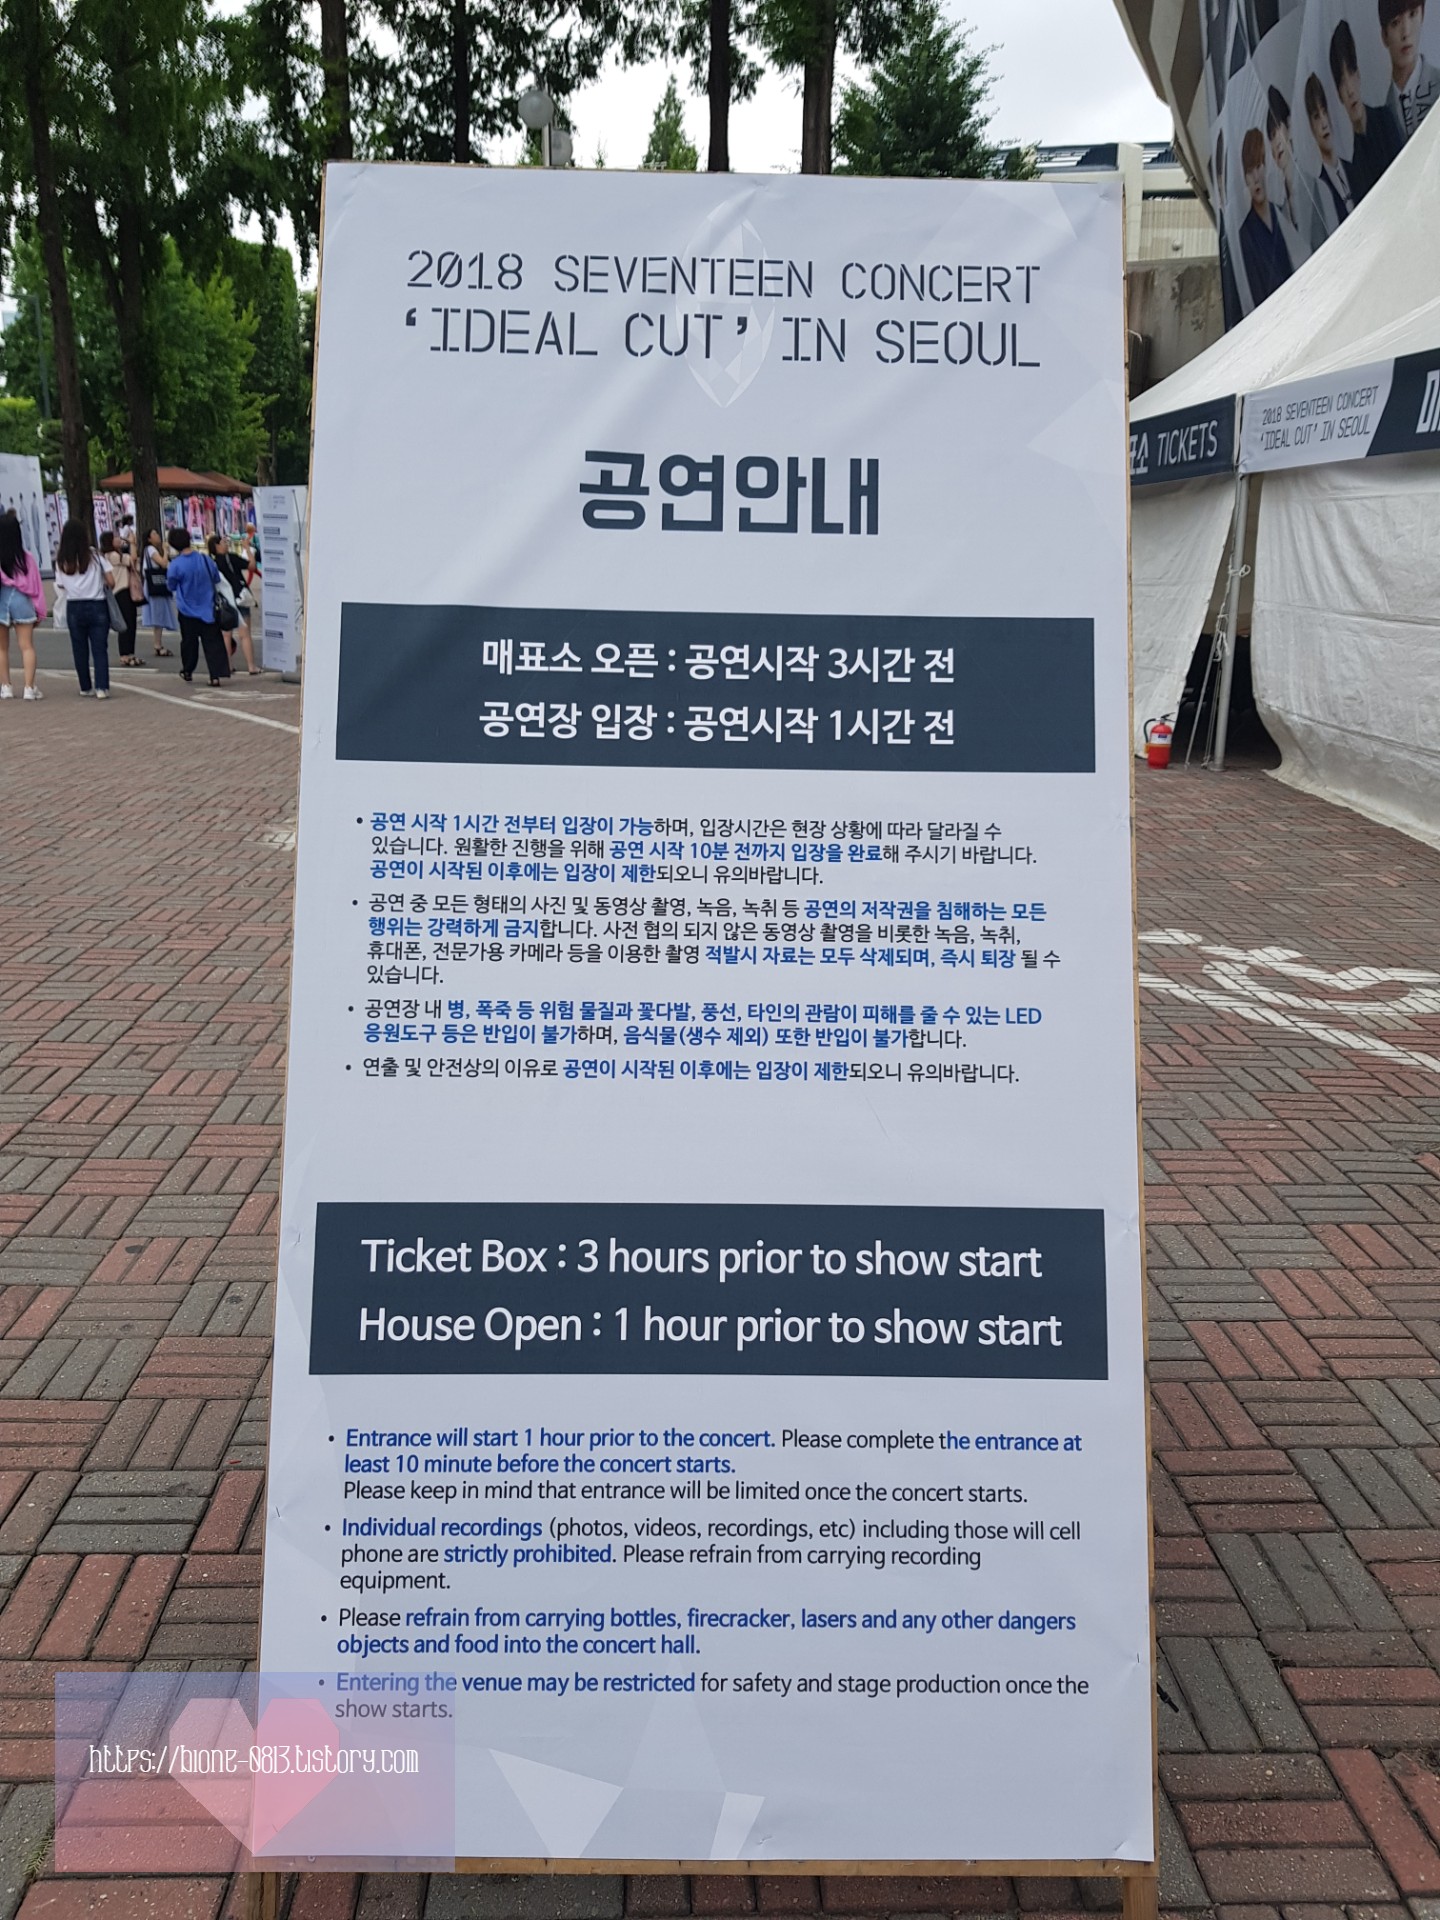 2018 SEVENTEEN CONCERT
'IDEAL CUT' IN SEOUL
공연안내
매표소 오픈 : 공연시작 3시간 전
공연장 입장 : 공연시작 1시간 전
• 공연 시작 1시간 전부터 입장이 가능하며, 입장시간은 현장 상황에 따라 달라질 수
있습니다. 원활한 진행을 위해 공연 시작 10분 전까지 입장을 완료해 주시기 바랍니다.
공연이 시작된 이후에는 입장이 제한되오니 유의바랍니다.
• 공연 중 모든 형태의 사진 및 동영상 촬영, 녹음, 녹취 등 공연의 저작권을 침해하는 모든
행위는 강력하게 금지합니다. 사전 협의 되지 않은 동영상 촬영을 비롯한 녹음, 녹취,
휴대폰, 전문가용 카메라 등을 이용한 촬영 적발시 자료는 모두 삭제되며, 즉시 퇴장 될 수
있습니다.
• 공연장 내 병, 폭죽 등 위험 물질과 꽃다발, 풍선, 타인의 관람이 피해를 줄 수 있는 LED
응원도구 등은 반입이 불가하며, 음식물(생수 제외) 또한 반입이 불가합니다.
• 연출 및 안전상의 이유로 공연이 시작된 이후에는 입장이 제한되오니 유의바랍니다.
Ticket Box : 3 hours prior to show start
House Open : 1 hour prior to show start
• Entrance will start 1 hour prior to the concert. Please complete the entrance at
least 10 minute before the concert starts.
Please keep in mind that entrance will be limited once the concert starts.
• Individual recordings (photos, videos, recordings, etc) including those will cell
phone are strictly prohibited. Please refrain from carrying recording
equipment.
• Please refrain from carrying bottles, firecracker, lasers and any other dangers
objects and food into the concert hall.
• Entering the venue may be restricted for safety and stage production once the
show starts.
TICKETS
2018 SEVENTEEN CONCERT
'IDEAL CUT' IN SEOUL
https://bione-0813.tistory.com